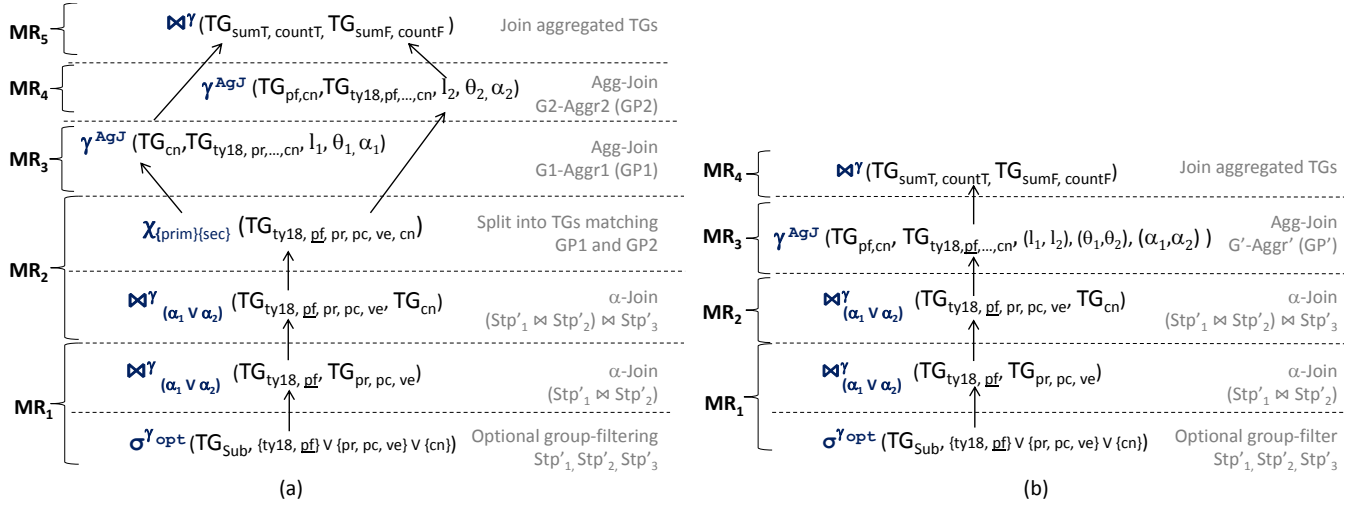 MR5
⋈γ (TGsumT, countT, TGsumF, countF)
Join aggregated TGs
MR4
γAgJ (TGpf,cn,TGty18,pf,...,cn, l2, θ2, α2)
Agg-Join
G2-Aggr2 (GP2)
MR3
γAgJ (TGcn,TGty18, pr,...,cn, l1, θ1, α1)
Agg-Join
G1-Aggr1 (GP1)
MR2
χ{prim}{sec} (TGty18, pf, pr, pc, ve, cn)
Split into TGs matching
GP1 and GP2
⋈γ(α1 V α2) (TGty18, pf, pr, pc, ve, TGcn)
α-Join
(Stp'1 ⋈ Stp'2) ⋈ Stp'3
MR1
⋈γ(α1 V α2) (TGty18, pf, TGpr, pc, ve)
α-Join
(Stp'1 ⋈ Stp'2)
σγopt (TGSub, {ty18, pf} V {pr, pc, ve} V {cn})
Optional group-filtering
Stp'1, Stp'2, Stp'3
(a)
MR4
⋈γ (TGsumT, countT, TGsumF, countF)
Join aggregated TGs
MR3
γAgJ (TGpf,cn, TGty18,pf,...,cn, (l1, l2), (θ1,θ2), (α1,α2) )
Agg-Join
G'-Aggr' (GP')
MR2
⋈γ(α1 V α2) (TGty18, pf, pr, pc, ve, TGcn)
α-Join
(Stp'1 ⋈ Stp'2) ⋈ Stp'3
MR1
⋈γ(α1 V α2) (TGty18, pf, TGpr, pc, ve)
α-Join
(Stp'1 ⋈ Stp'2)
σγopt (TGSub, {ty18, pf} V {pr, pc, ve} V {cn})
Optional group-filter
Stp'1, Stp'2, Stp'3
(b)